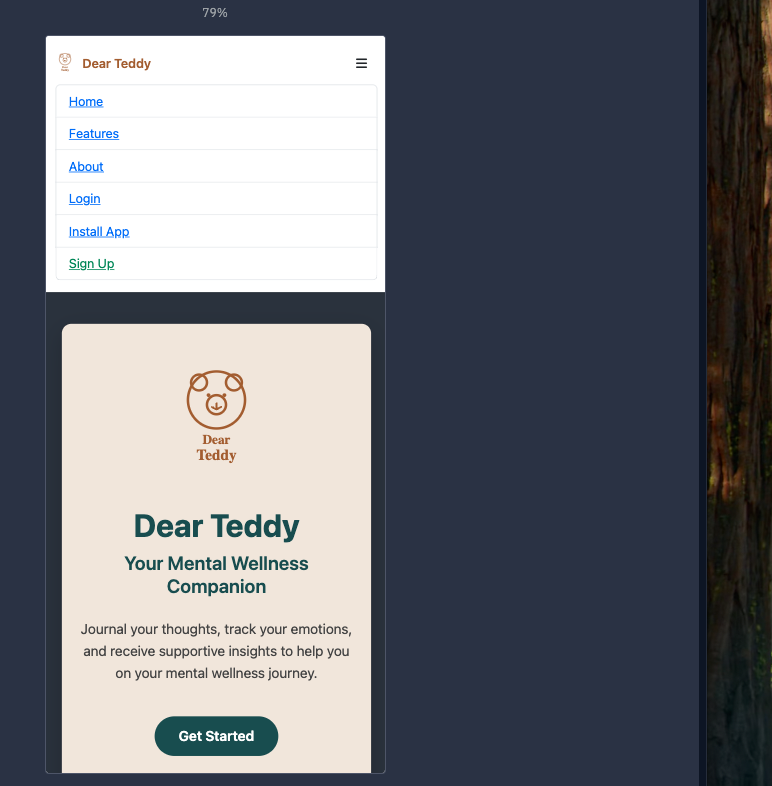 79%
Dear Teddy
Home
Features
About
Login
Install App
Sign Up
Dear
Teddy
Dear Teddy
Your Mental Wellness
Companion
Journal your thoughts, track your emotions,
and receive supportive insights to help you
on your mental wellness journey.
Get Started